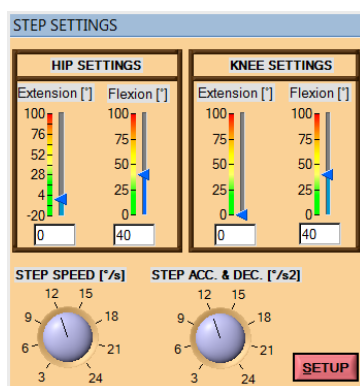 STEP SETTINGS
HIP SETTINGS
KNEE SETTINGS
Extension [°] Flexion [°]
Extension [°] Flexion [°]
100 100 100 100
76 75 75 75
52 50 50 50
28 25 25 25
4
-20 0 0 0
0 40 0 40
STEP SPEED [°/s] STEP ACC. & DEC. [°/s2]
12 15 12 15
9 18 9 18
6 21 6 21
3 24 3 24
SETUP